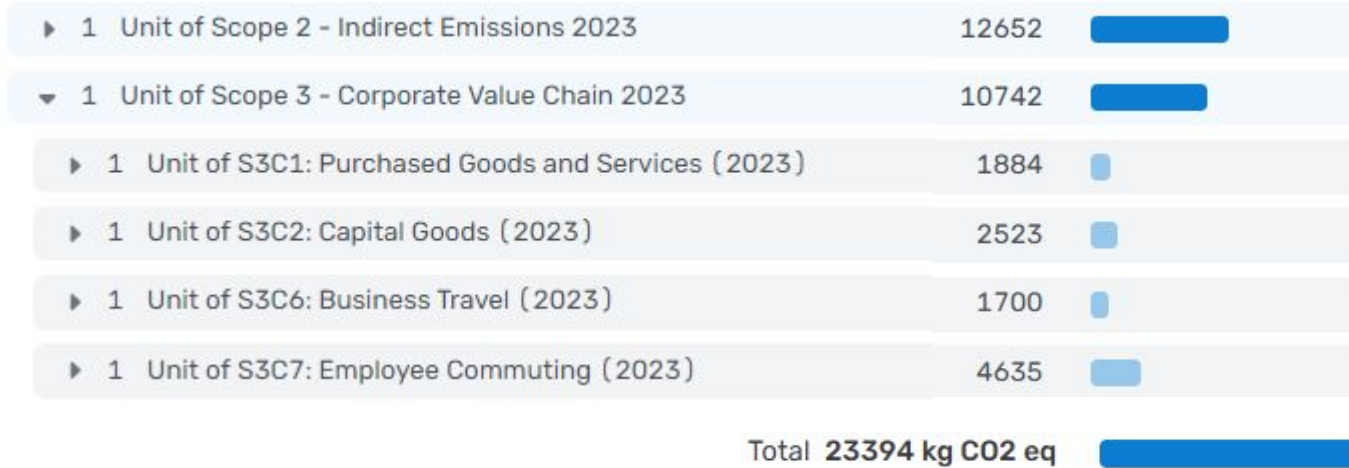 1 Unit of Scope 2 - Indirect Emissions 2023 12652
1 Unit of Scope 3 - Corporate Value Chain 2023 10742
1 Unit of S3C1: Purchased Goods and Services (2023) 1884
1 Unit of S3C2: Capital Goods (2023) 2523
1 Unit of S3C6: Business Travel (2023) 1700
1 Unit of S3C7: Employee Commuting (2023) 4635
Total 23394 kg CO2 eq